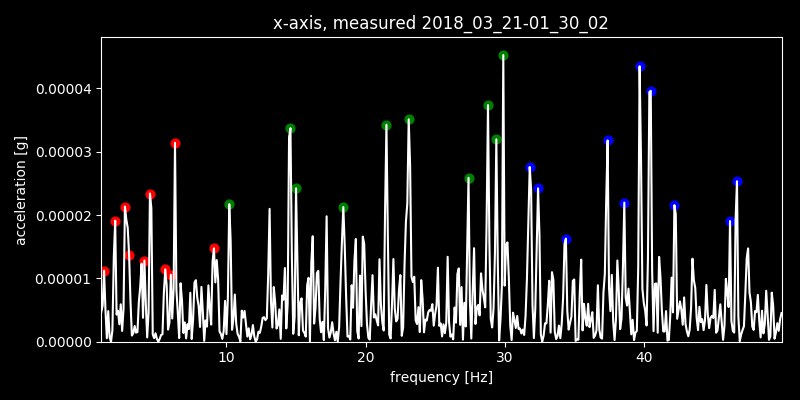 x-axis, measured 2018_03_21-01_30_02
acceleration [g]
0.00004
0.00003
0.00002
0.00001
0.00000
10 20 30 40
frequency [Hz]